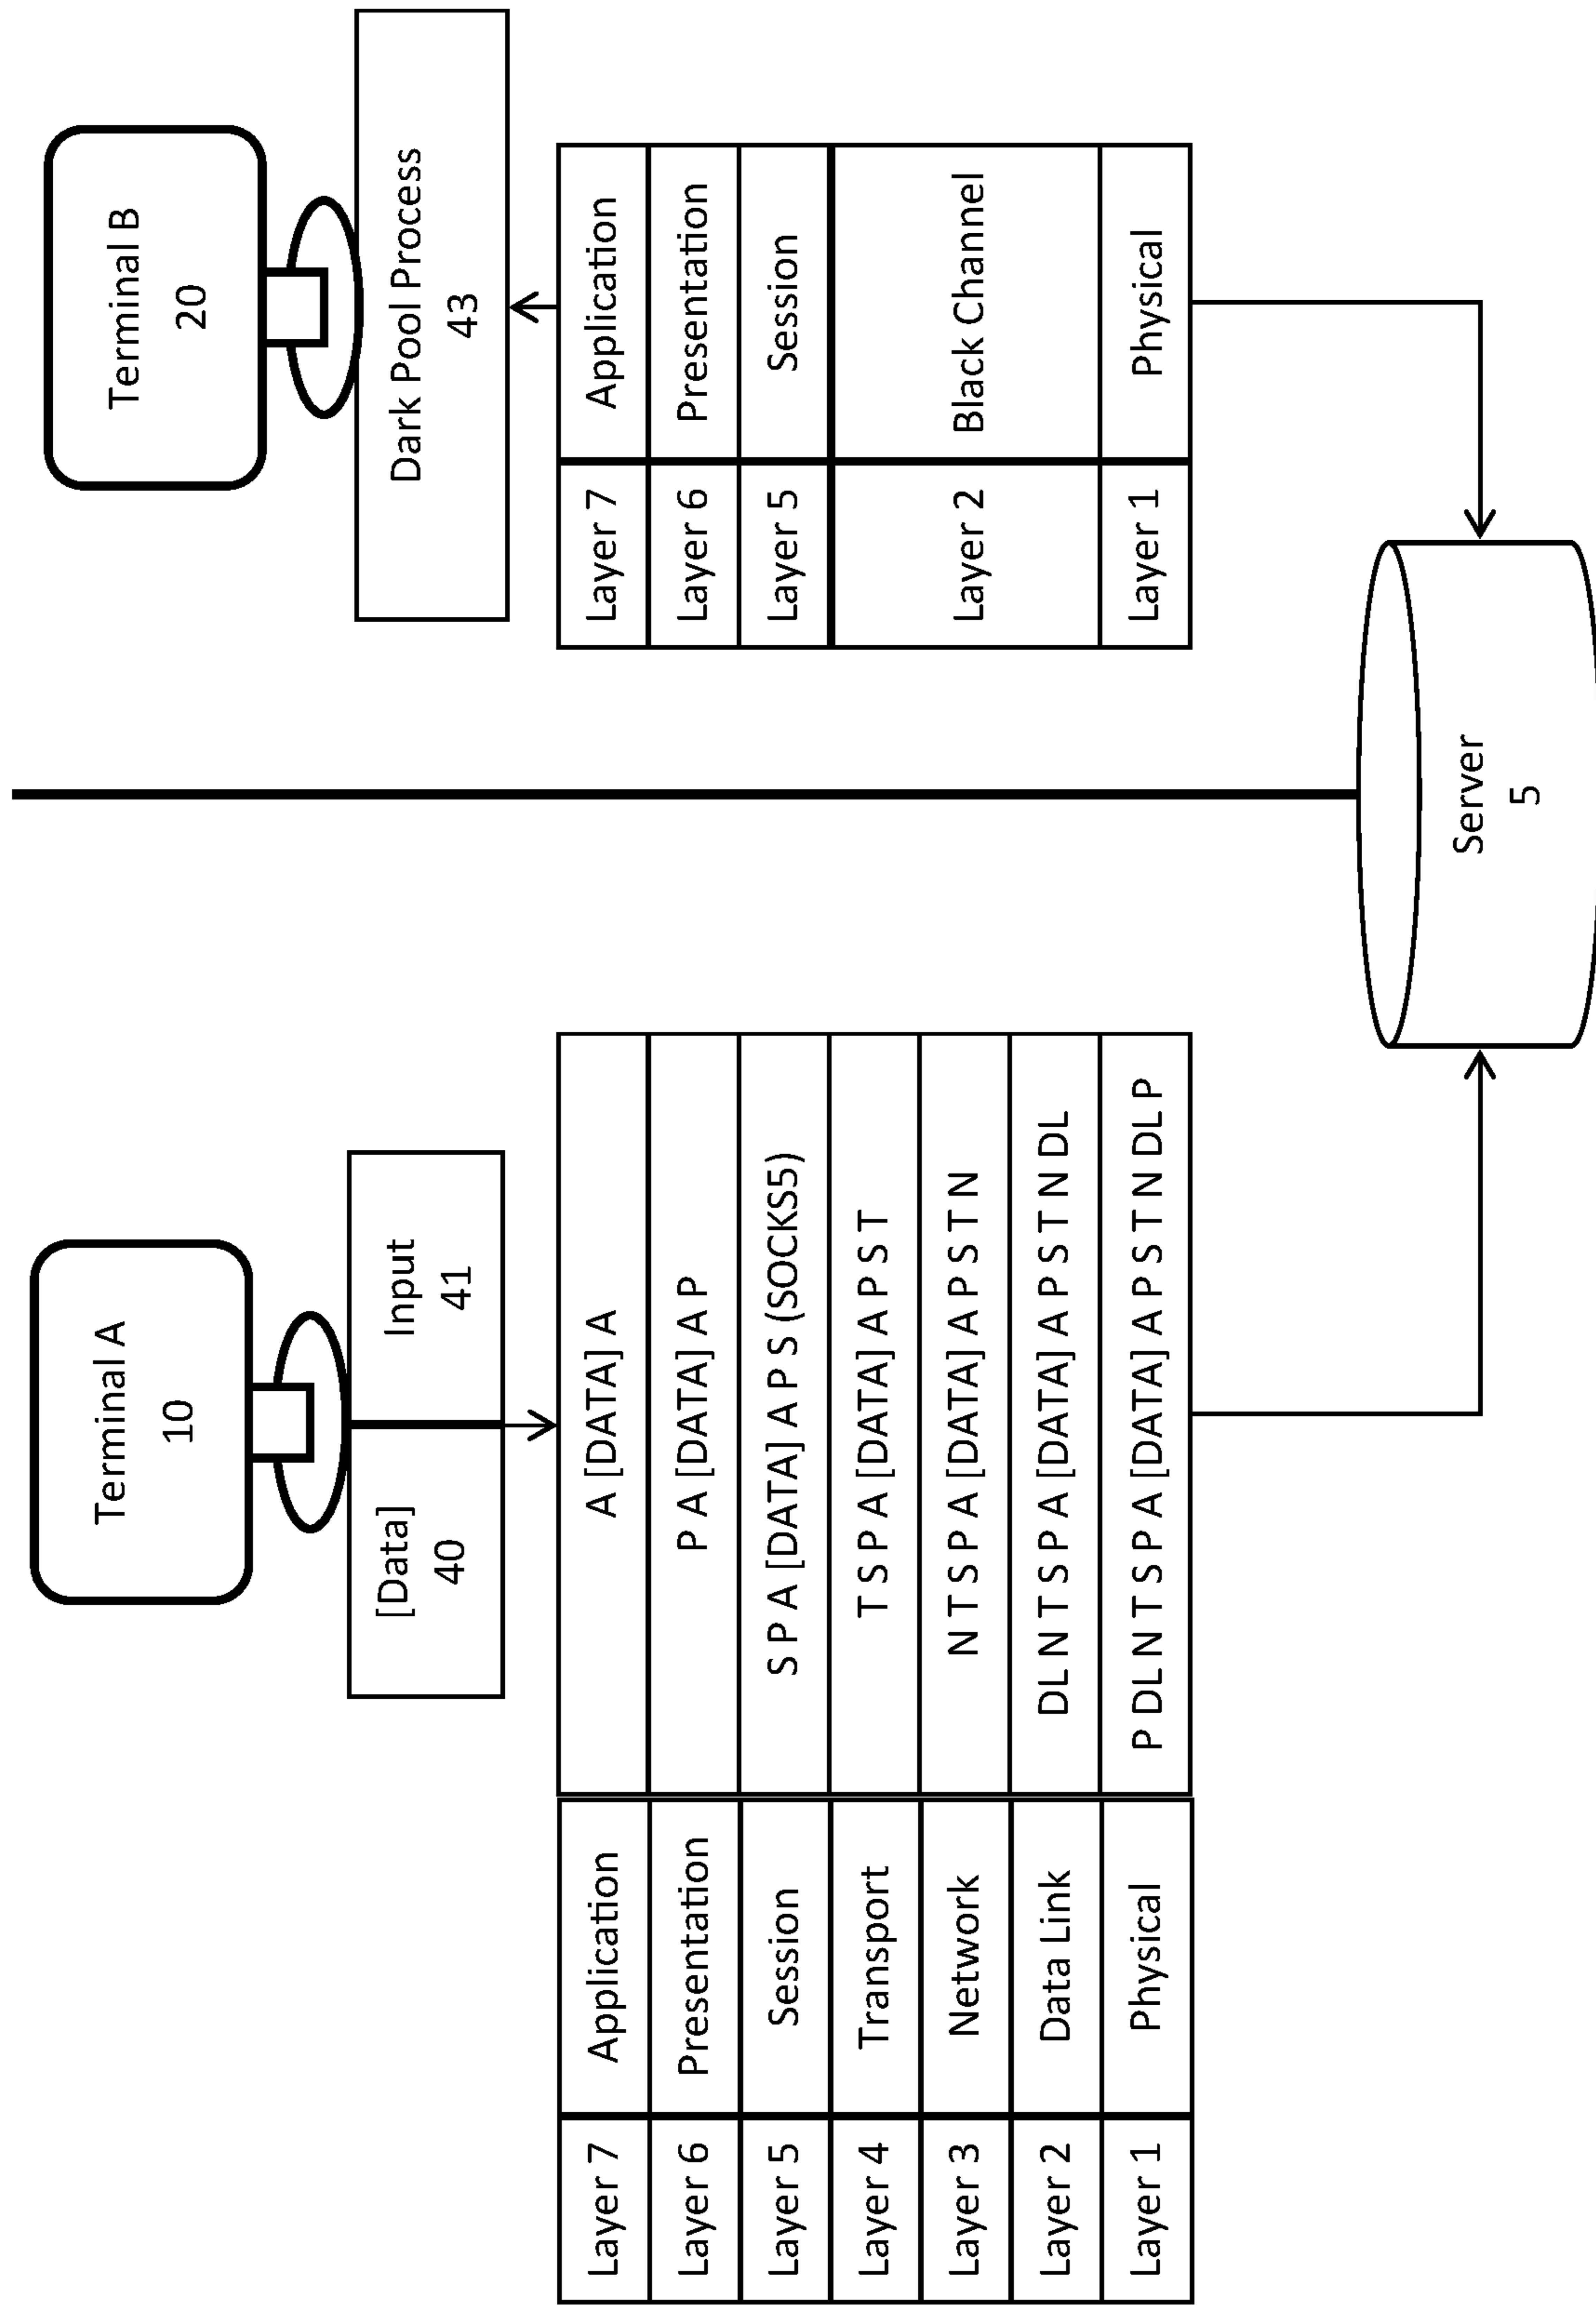 Terminal A
10
[Data]
40
Input
41
Layer 7 Application A [DATA] A
Layer 6 Presentation P A [DATA] A P
Layer 5 Session S P A [DATA] A P S (SOCKS5)
Layer 4 Transport T S P A [DATA] A P S T
Layer 3 Network N T S P A [DATA] A P S T N
Layer 2 Data Link DL N T S P A [DATA] A P S T N DL
Layer 1 Physical P DL N T S P A [DATA] A P S T N DL P
Server
5
Terminal B
20
Dark Pool Process
43
Layer 7 Application
Layer 6 Presentation
Layer 5 Session
Layer 2 Black Channel
Layer 1 Physical